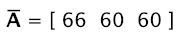 A̅ = [ 66 60 60 ]